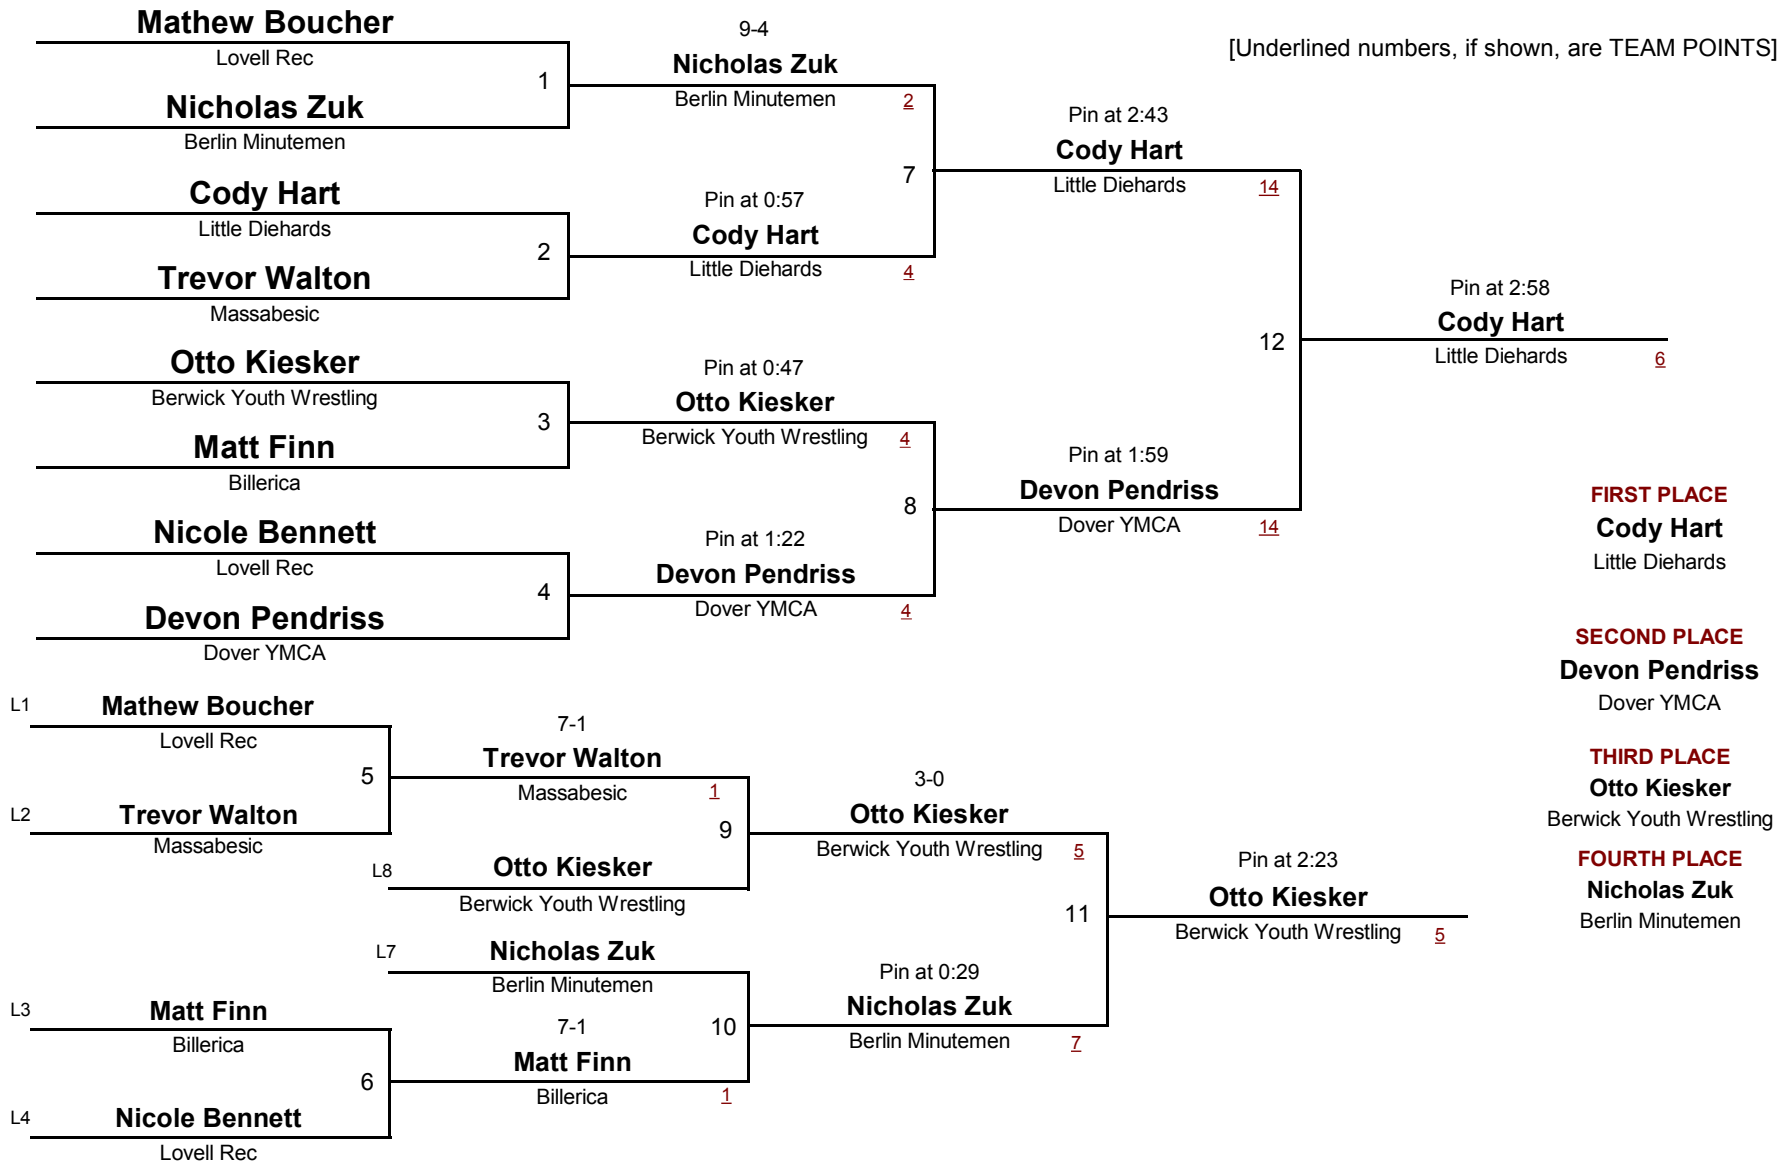 Mathew Boucher
Lovell Rec
1
Nicholas Zuk
Berlin Minutemen
Cody Hart
Little Diehards
2
Trevor Walton
Massabesic
Otto Kiesker
Berwick Youth Wrestling
3
Matt Finn
Billerica
Nicole Bennett
Lovell Rec
4
Devon Pendriss
Dover YMCA
9-4
Nicholas Zuk
Berlin Minutemen 2
7
Pin at 0:57
Cody Hart
Little Diehards 4
Pin at 0:47
Otto Kiesker
Berwick Youth Wrestling 4
8
Pin at 1:22
Devon Pendriss
Dover YMCA 4
[Underlined numbers, if shown, are TEAM POINTS]
Pin at 2:43
Cody Hart
Little Diehards 14
12
Pin at 1:59
Devon Pendriss
Dover YMCA 14
Pin at 2:58
Cody Hart
Little Diehards 6
FIRST PLACE
Cody Hart
Little Diehards
SECOND PLACE
Devon Pendriss
Dover YMCA
THIRD PLACE
Otto Kiesker
Berwick Youth Wrestling
FOURTH PLACE
Nicholas Zuk
Berlin Minutemen
L1 Mathew Boucher
Lovell Rec
5
L2 Trevor Walton
Massabesic
7-1
Trevor Walton
Massabesic 1
9
L8 Otto Kiesker
Berwick Youth Wrestling
L7 Nicholas Zuk
Berlin Minutemen
10
L3 Matt Finn
Billerica
6
L4 Nicole Bennett
Lovell Rec
7-1
Matt Finn
Billerica 1
3-0
Otto Kiesker
Berwick Youth Wrestling 5
11
Pin at 0:29
Nicholas Zuk
Berlin Minutemen 7
Pin at 2:23
Otto Kiesker
Berwick Youth Wrestling 5